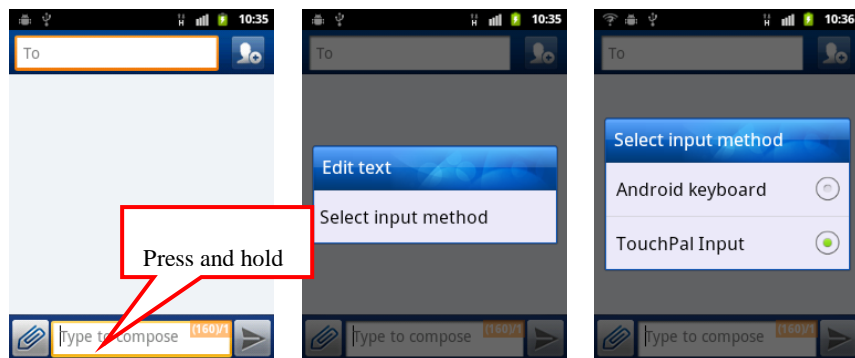 10:35
To
Press and hold
Type to compose
(160)/1
10:35
To
Edit text
Select input method
Type to compose
(160)/1
10:36
To
Select input method
Android keyboard
TouchPal Input
Type to compose
(160)/1